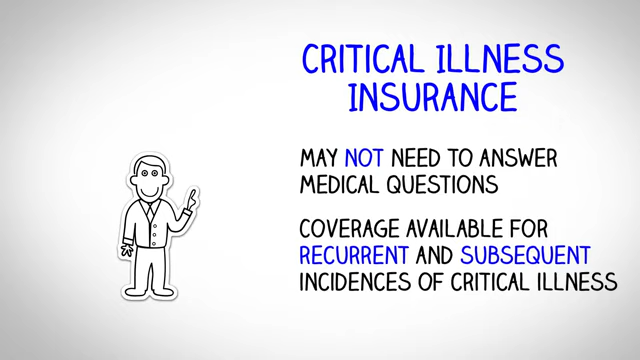 CRITICAL ILLNESS
INSURANCE
MAY NOT NEED TO ANSWER
MEDICAL QUESTIONS
COVERAGE AVAILABLE FOR
RECURRENT AND SUBSEQUENT
INCIDENCES OF CRITICAL ILLNESS